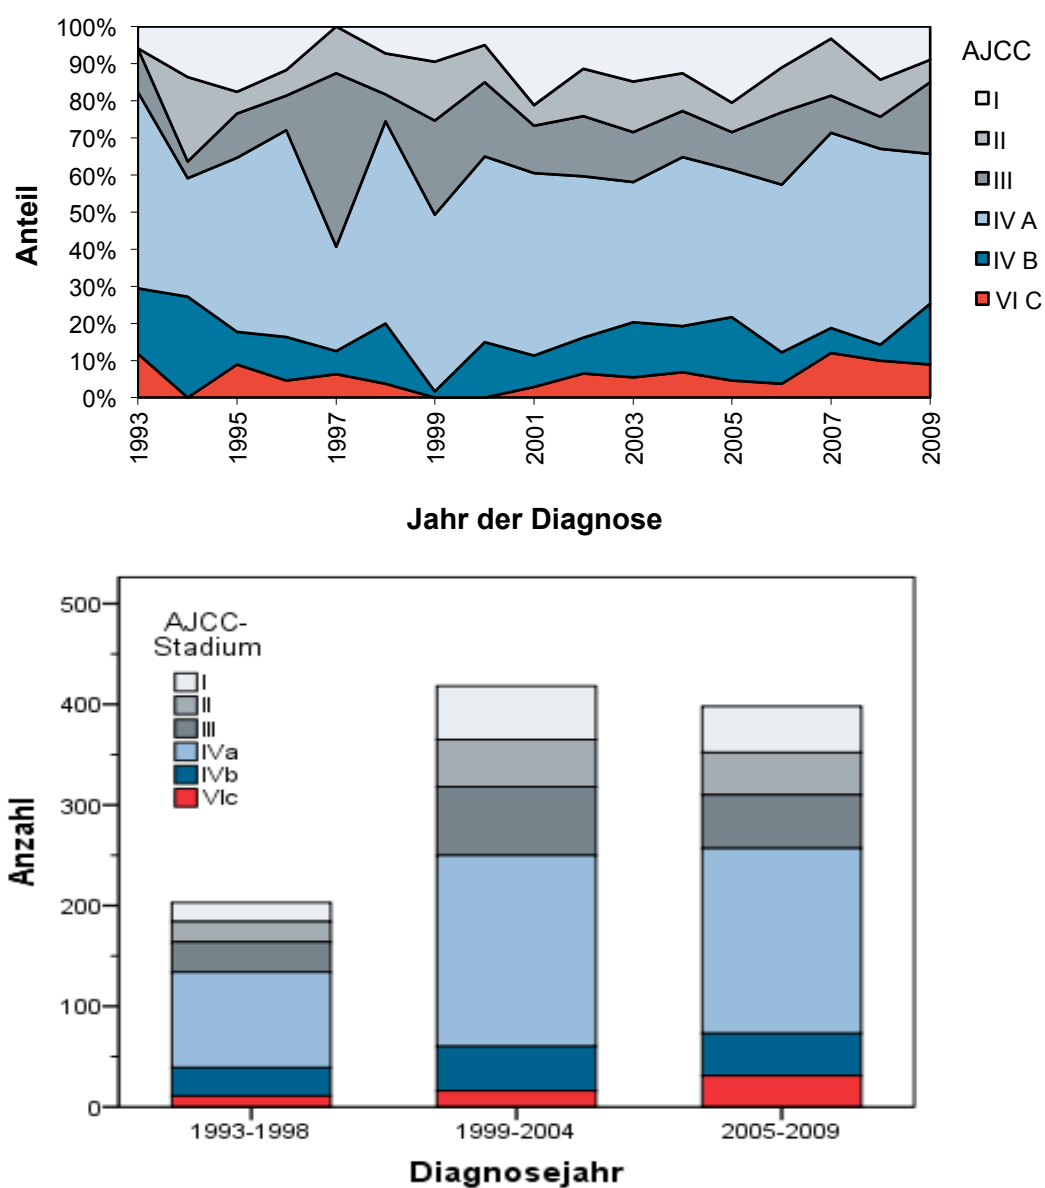 100%
90%
80%
70%
60%
50%
40%
30%
20%
10%
0%
Anteil
1993
1995
1997
1999
2001
2003
2005
2007
2009
Jahr der Diagnose
AJCC
I
II
III
IV A
IV B
VI C
500
400
300
200
100
0
Anzahl
AJCC-
Stadium
I
II
III
IVa
IVb
VIc
1993-1998
1999-2004
2005-2009
Diagnosejahr